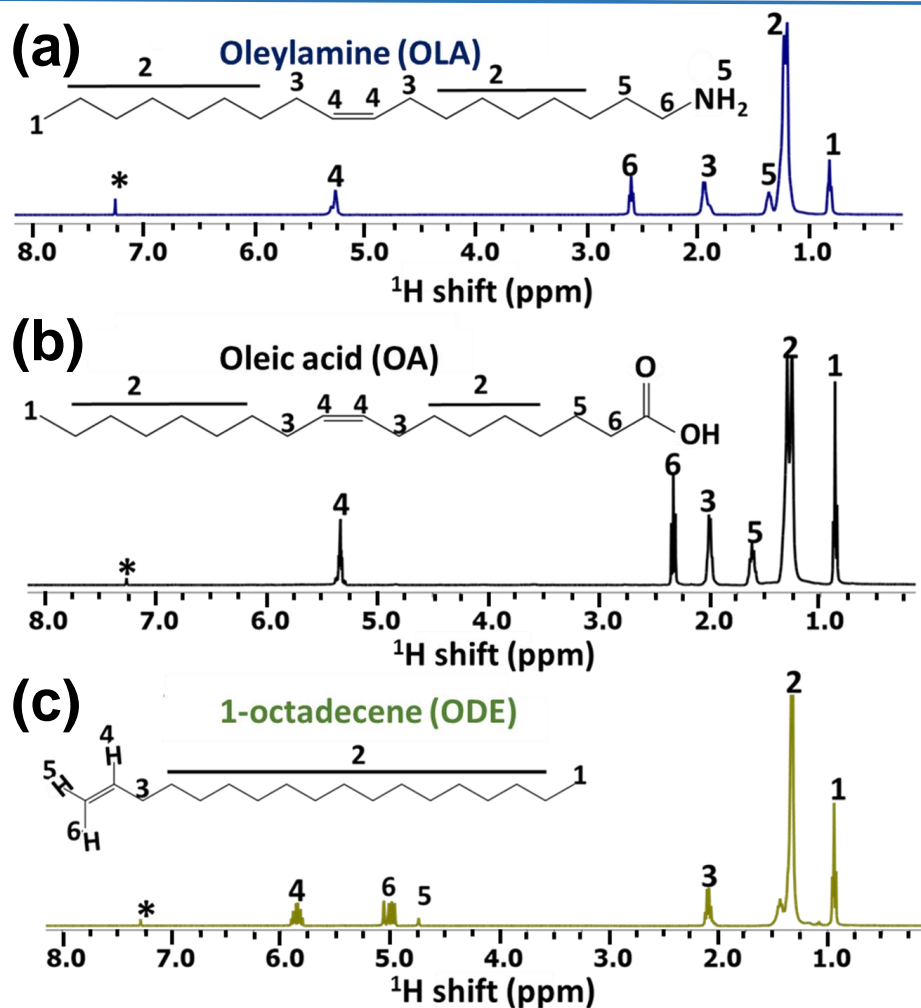 (a)
Oleylamine (OLA)
2
2
3
4
4
3
2
5
5
6
NH2
1
*
4
6
3
5
2
1
8.0 7.0 6.0 5.0 4.0 3.0 2.0 1.0
1H shift (ppm)
(b)
Oleic acid (OA)
2
2
O
1
3
4
4
3
5
6
OH
*
4
6
3
5
2
1
8.0 7.0 6.0 5.0 4.0 3.0 2.0 1.0
1H shift (ppm)
(c)
1-octadecene (ODE)
2
4
H
5
H
3
1
6
H
*
4
6
5
3
2
1
8.0 7.0 6.0 5.0 4.0 3.0 2.0 1.0
1H shift (ppm)